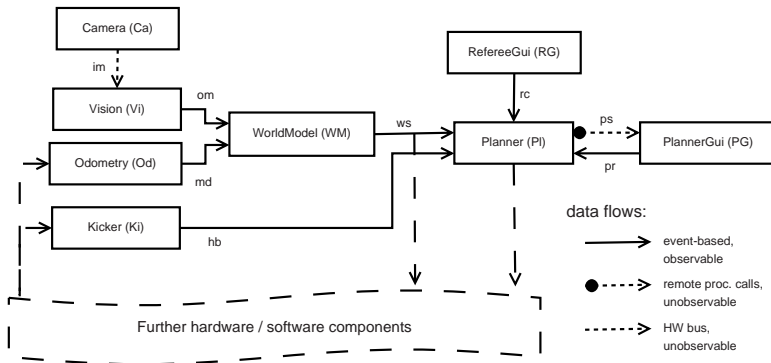 Camera (Ca)
RefereeGui (RG)
im
rc
Vision (Vi)
om
WorldModel (WM)
ws
Planner (Pl)
ps
PlannerGui (PG)
pr
Odometry (Od)
md
Kicker (Ki)
hb
data flows:
event-based,
observable
remote proc. calls,
unobservable
HW bus,
unobservable
Further hardware / software components